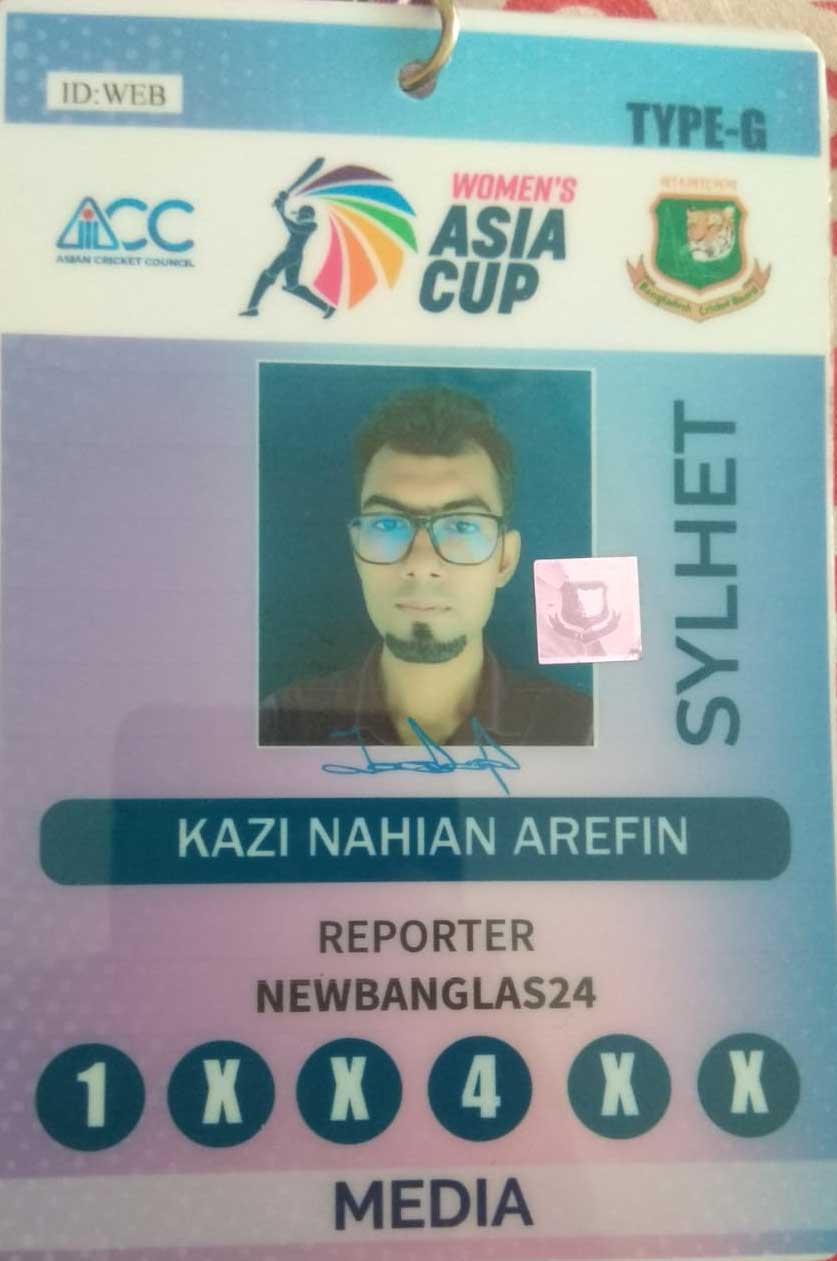 ID:WEB
TYPE-G
ACC
ASIAN CRICKET COUNCIL
WOMEN'S
ASIA
CUP
Bangladesh Cricket Board
SYLHET
KAZI NAHIAN AREFIN
REPORTER
NEWBANGLAS24
1 X X 4 X X
MEDIA